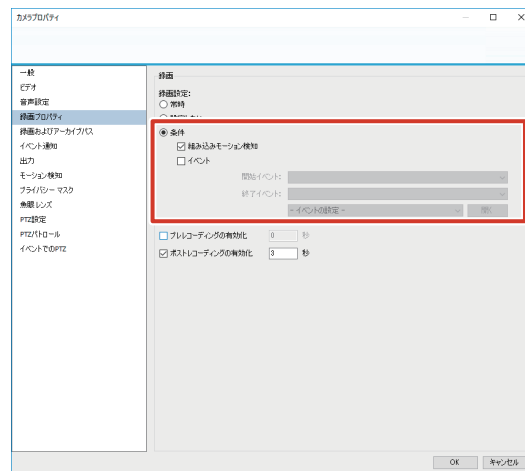 カメラプロパティ
一般
ビデオ
音声設定
録画プロパティ
録画およびアーカイブパス
イベント通知
出力
モーション検知
プライバシー マスク
魚眼 レンズ
PTZ設定
PTZパトロール
イベントでのPTZ
録画
録画設定:
常時
条件
組み込みモーション検知
イベント
開始イベント:
終了イベント:
- イベントの設定 -
開く
プレレコーディングの有効化 0 秒
ポストレコーディングの有効化 3 秒
OK キャンセル